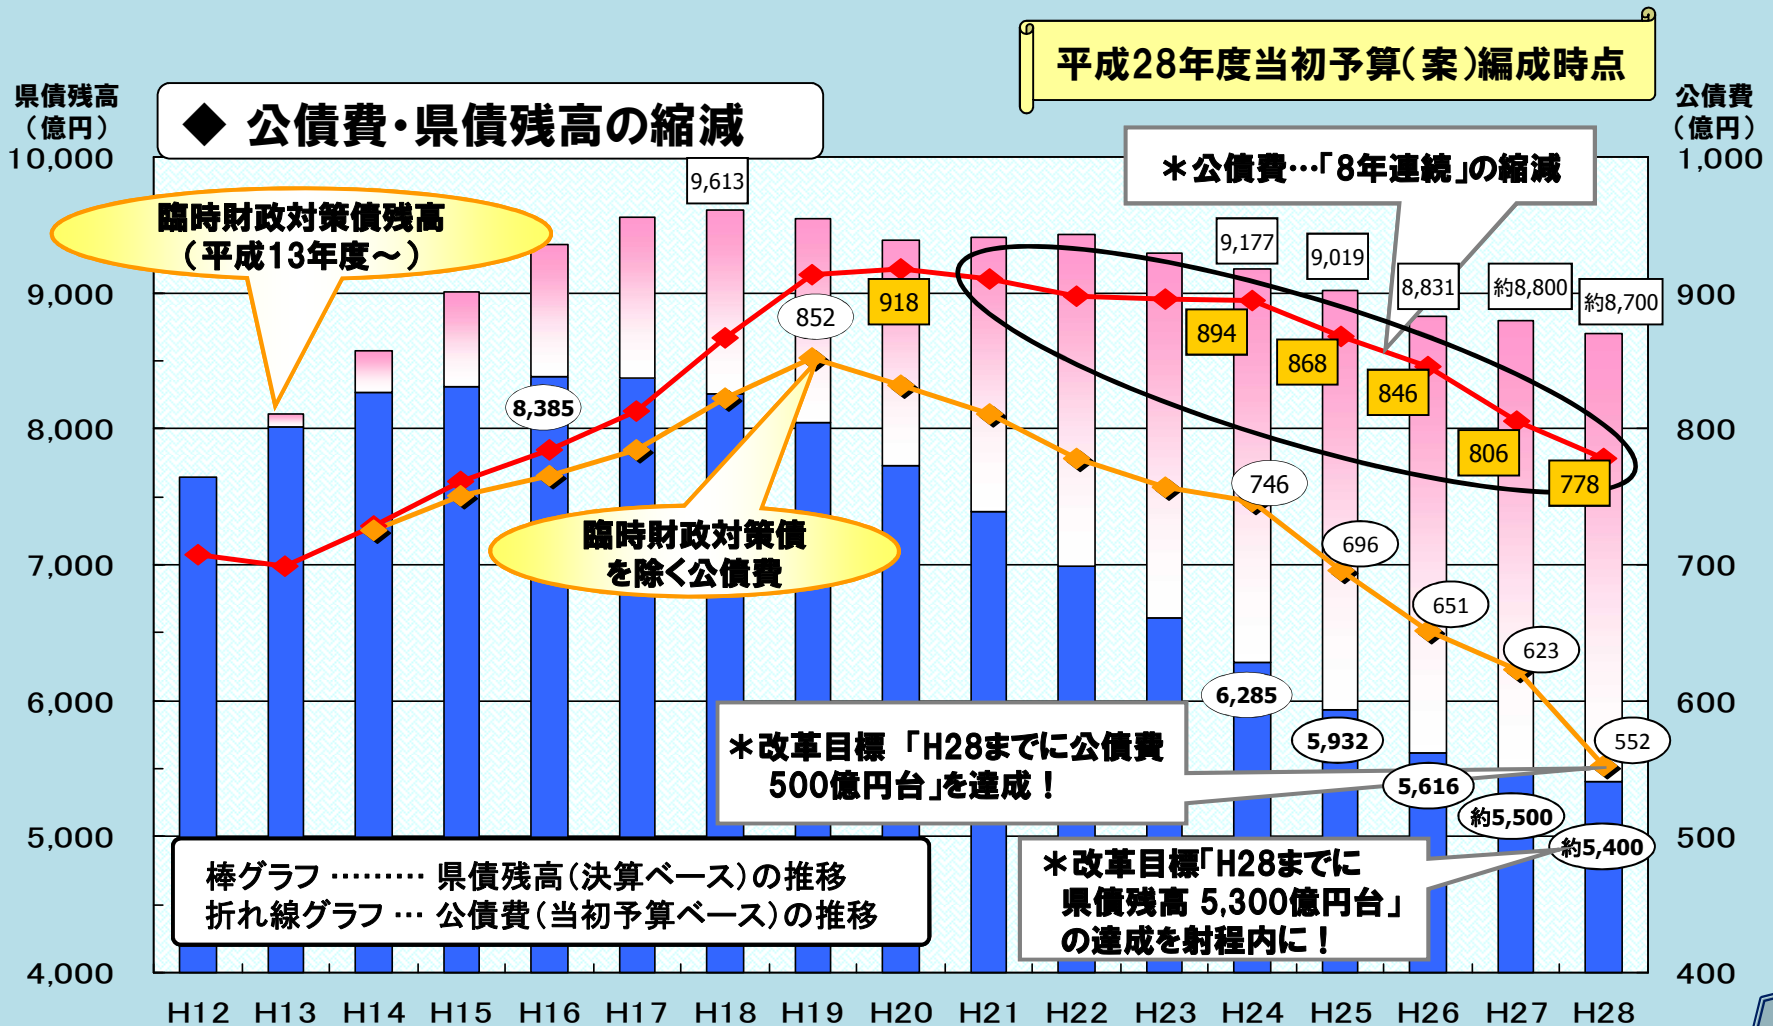 平成28年度当初予算(案)編成時点
県債残高
(億円)
◆ 公債費・県債残高の縮減
公債費
(億円)
10,000
9,000
8,000
7,000
6,000
5,000
4,000
1,000
900
800
700
600
500
400
*公債費…「8年連続」の縮減
臨時財政対策債残高
(平成13年度~)
9,613
9,177
9,019
8,831
約8,800
約8,700
852
918
894
868
846
806
778
8,385
746
696
651
623
552
臨時財政対策債
を除く公債費
6,285
5,932
5,616
約5,500
約5,400
*改革目標 「H28までに公債費
500億円台」を達成!
*改革目標「H28までに
県債残高 5,300億円台」
の達成を射程内に!
棒グラフ ……… 県債残高(決算ベース)の推移
折れ線グラフ … 公債費(当初予算ベース)の推移
H12 H13 H14 H15 H16 H17 H18 H19 H20 H21 H22 H23 H24 H25 H26 H27 H28